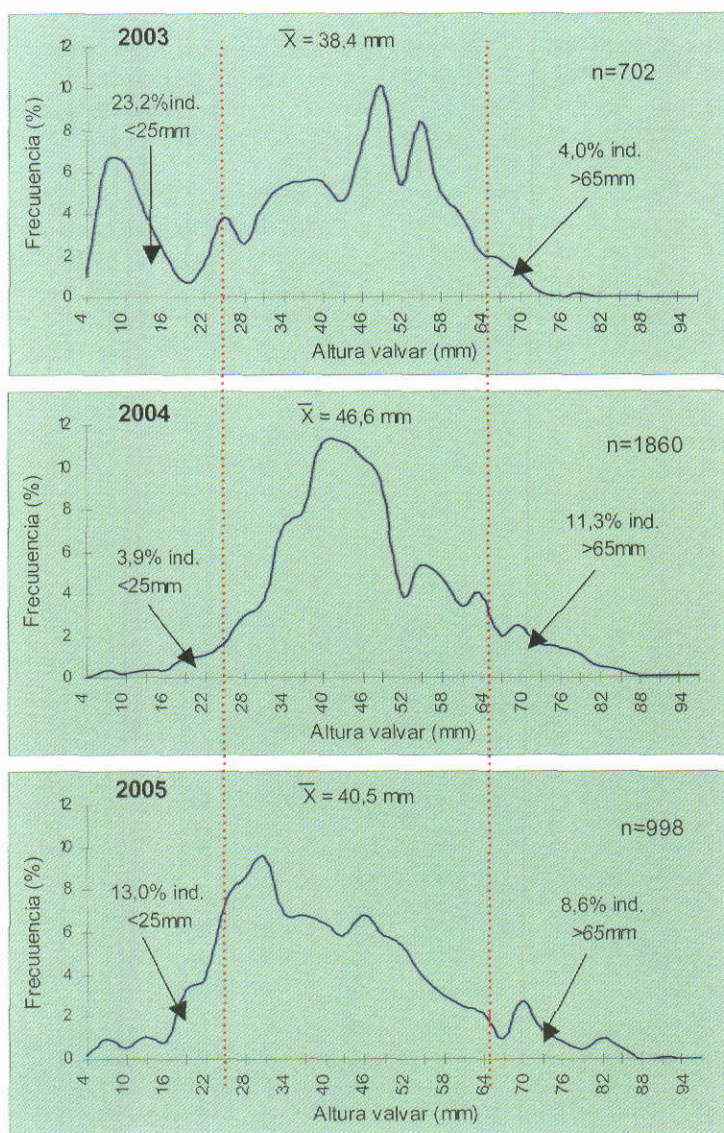 2003
X̄ = 38,4 mm
n=702
23,2% ind.
<25mm
4,0% ind.
>65mm
Frecuuencia (%)
12
10
8
6
4
2
0
4 10 16 22 28 34 40 46 52 58 64 70 76 82 88 94
Altura valvar (mm)
2004
X̄ = 46,6 mm
n=1860
3,9% ind.
<25mm
11,3% ind.
>65mm
Frecuuencia (%)
12
10
8
6
4
2
0
4 10 16 22 28 34 40 46 52 58 64 70 76 82 88 94
Altura valvar (mm)
2005
X̄ = 40,5 mm
n=998
13,0% ind.
<25mm
8,6% ind.
>65mm
Frecuuencia (%)
12
10
8
6
4
2
0
4 10 16 22 28 34 40 46 52 58 64 70 76 82 88 94
Altura valvar (mm)